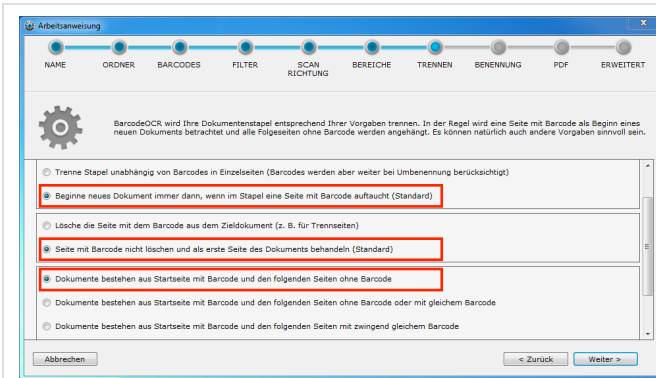 Arbeitsanweisung
x
NAME ORDNER BARCODES FILTER SCAN RICHTUNG BEREICHE TRENNEN BENENNUNG PDF ERWEITERT
BarcodeOCR wird Ihre Dokumentenstapel entsprechend Ihrer Vorgaben trennen. In der Regel wird eine Seite mit Barcode als Beginn eines
neuen Dokuments betrachtet und alle Folgeseiten ohne Barcode werden angehängt. Es können natürlich auch andere Vorgaben sinnvoll sein.
Trenne Stapel unabhängig von Barcodes in Einzelseiten (Barcodes werden aber weiter bei Umbenennung berücksichtigt)
Beginne neues Dokument immer dann, wenn im Stapel eine Seite mit Barcode auftaucht (Standard)
Lösche die Seite mit dem Barcode aus dem Zieldokument (z. B. für Trennseiten)
Seite mit Barcode nicht löschen und als erste Seite des Dokuments behandeln (Standard)
Dokumente bestehen aus Startseite mit Barcode und den folgenden Seiten ohne Barcode
Dokumente bestehen aus Startseite mit Barcode und den folgenden Seiten ohne Barcode oder mit gleichem Barcode
Dokumente bestehen aus Startseite mit Barcode und den folgenden Seiten mit zwingend gleichem Barcode
Abbrechen < Zurück Weiter >